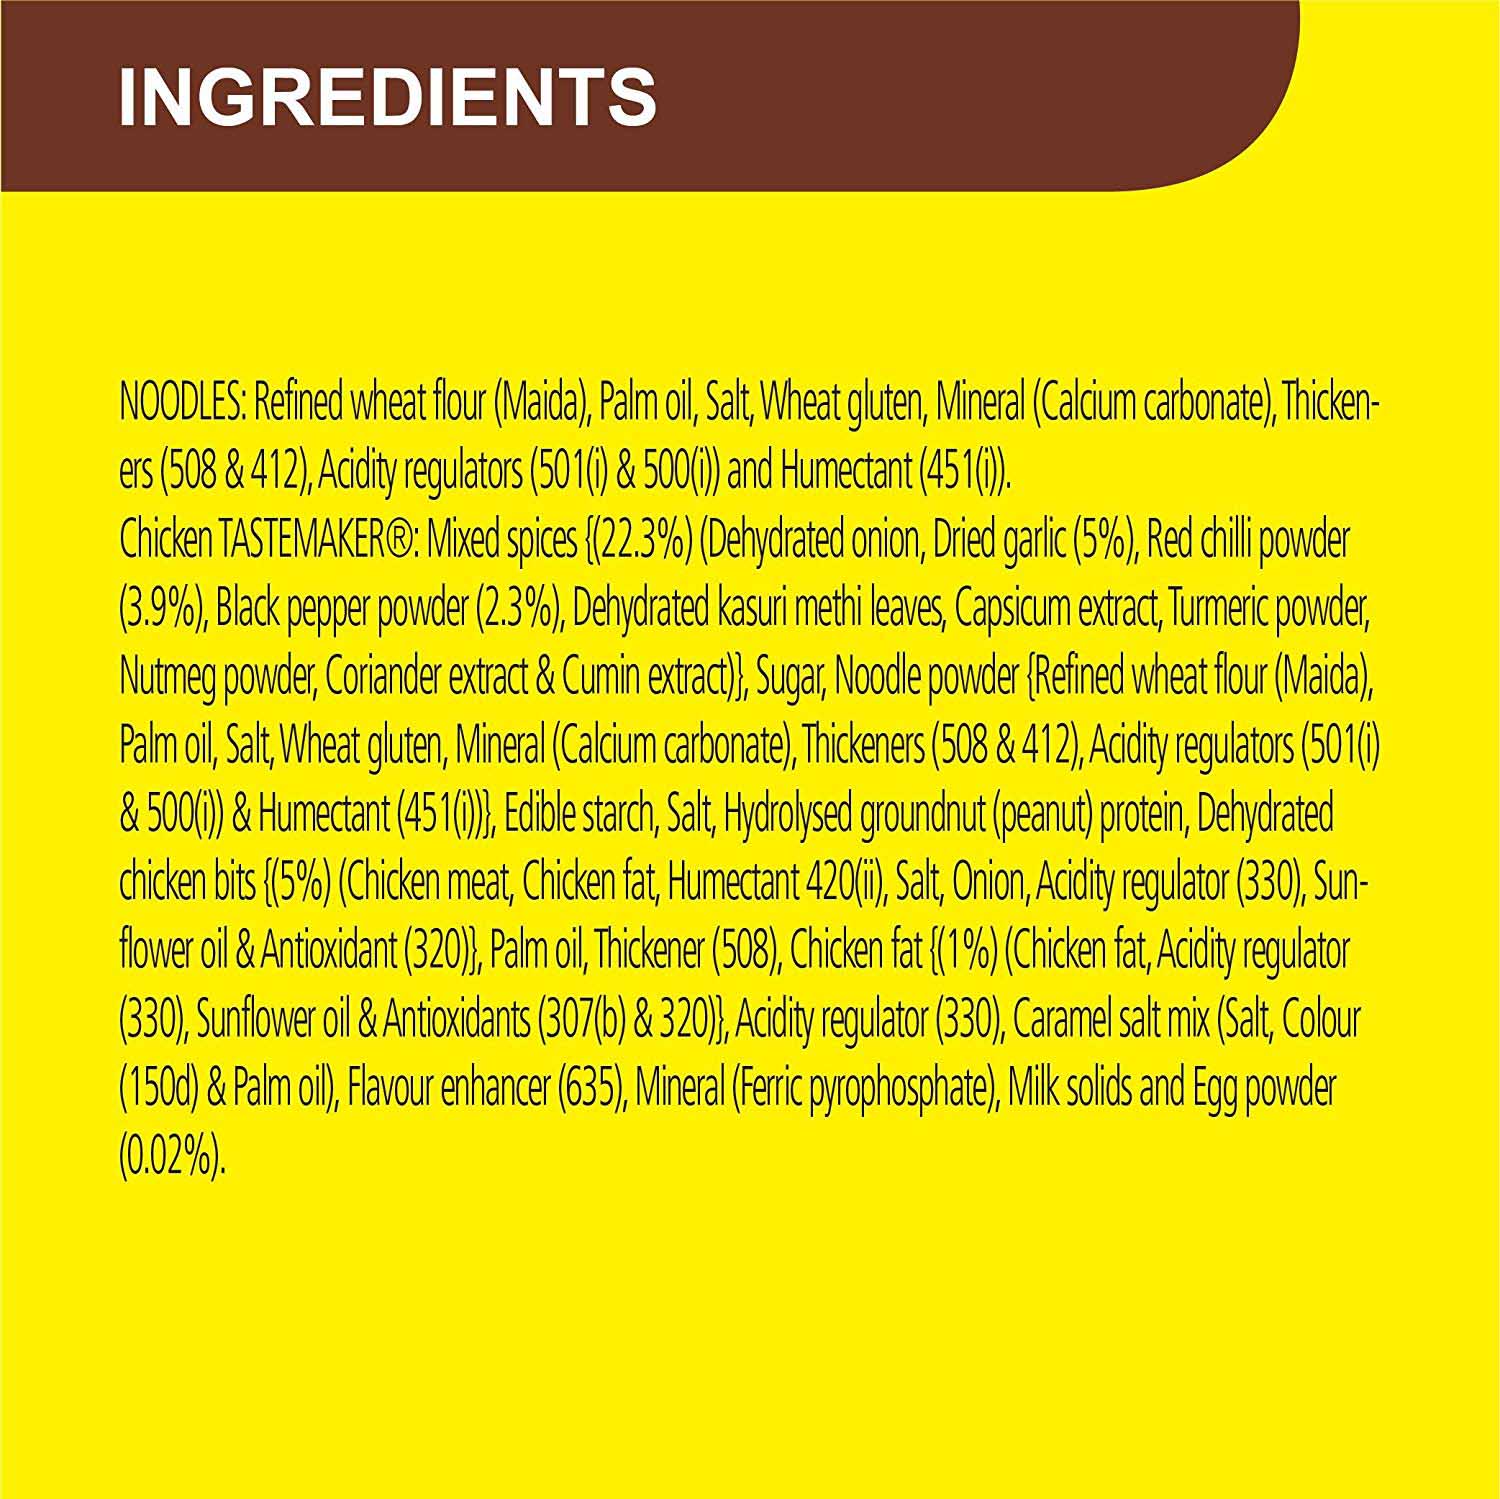 INGREDIENTS
NOODLES: Refined wheat flour (Maida), Palm oil, Salt, Wheat gluten, Mineral (Calcium carbonate), Thicken-
ers (508 & 412), Acidity regulators (501(i) & 500(i)) and Humectant (451(i)).
Chicken TASTEMAKER®: Mixed spices {(22.3%) (Dehydrated onion, Dried garlic (5%), Red chilli powder
(3.9%), Black pepper powder (2.3%), Dehydrated kasuri methi leaves, Capsicum extract, Turmeric powder,
Nutmeg powder, Coriander extract & Cumin extract)}, Sugar, Noodle powder {Refined wheat flour (Maida),
Palm oil, Salt, Wheat gluten, Mineral (Calcium carbonate), Thickeners (508 & 412), Acidity regulators (501(i)
& 500(i)) & Humectant (451(i))}, Edible starch, Salt, Hydrolysed groundnut (peanut) protein, Dehydrated
chicken bits {(5%) (Chicken meat, Chicken fat, Humectant 420(ii), Salt, Onion, Acidity regulator (330), Sun-
flower oil & Antioxidant (320)}, Palm oil, Thickener (508), Chicken fat {(1%) (Chicken fat, Acidity regulator
(330), Sunflower oil & Antioxidants (307(b) & 320)}, Acidity regulator (330), Caramel salt mix (Salt, Colour
(150d) & Palm oil), Flavour enhancer (635), Mineral (Ferric pyrophosphate), Milk solids and Egg powder
(0.02%).